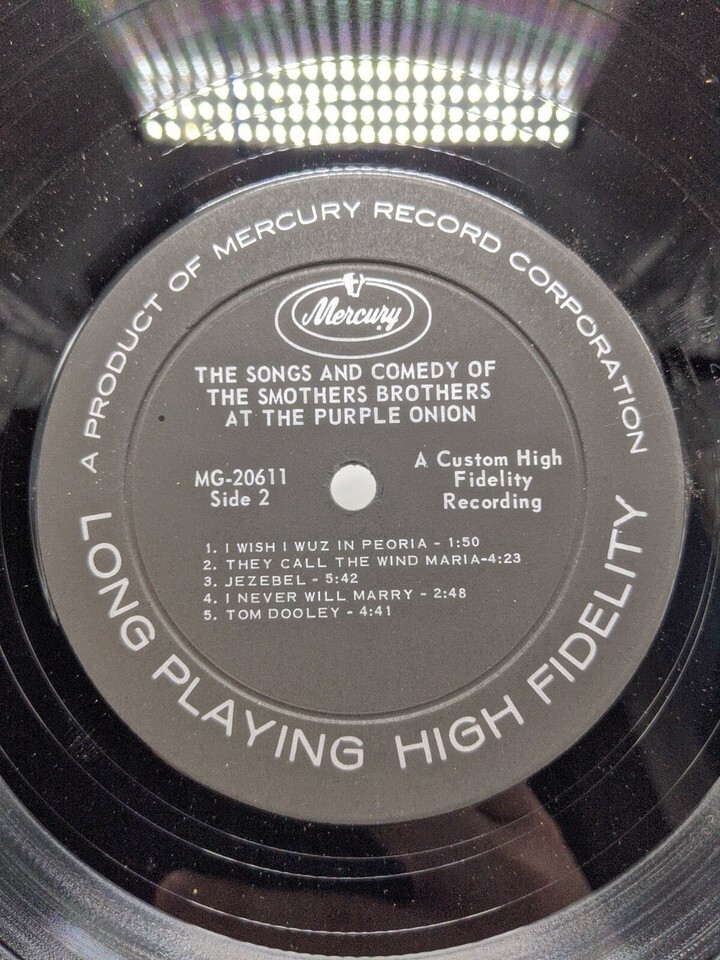 A PRODUCT OF MERCURY RECORD CORPORATION
Mercury
THE SONGS AND COMEDY OF
THE SMOTHERS BROTHERS
AT THE PURPLE ONION
MG-20611
Side 2
A Custom High
Fidelity
Recording
1. I WISH I WUZ IN PEORIA - 1:50
2. THEY CALL THE WIND MARIA-4:23
3. JEZEBEL - 5:42
4. I NEVER WILL MARRY - 2:48
5. TOM DOOLEY - 4:41
LONG PLAYING HIGH FIDELITY